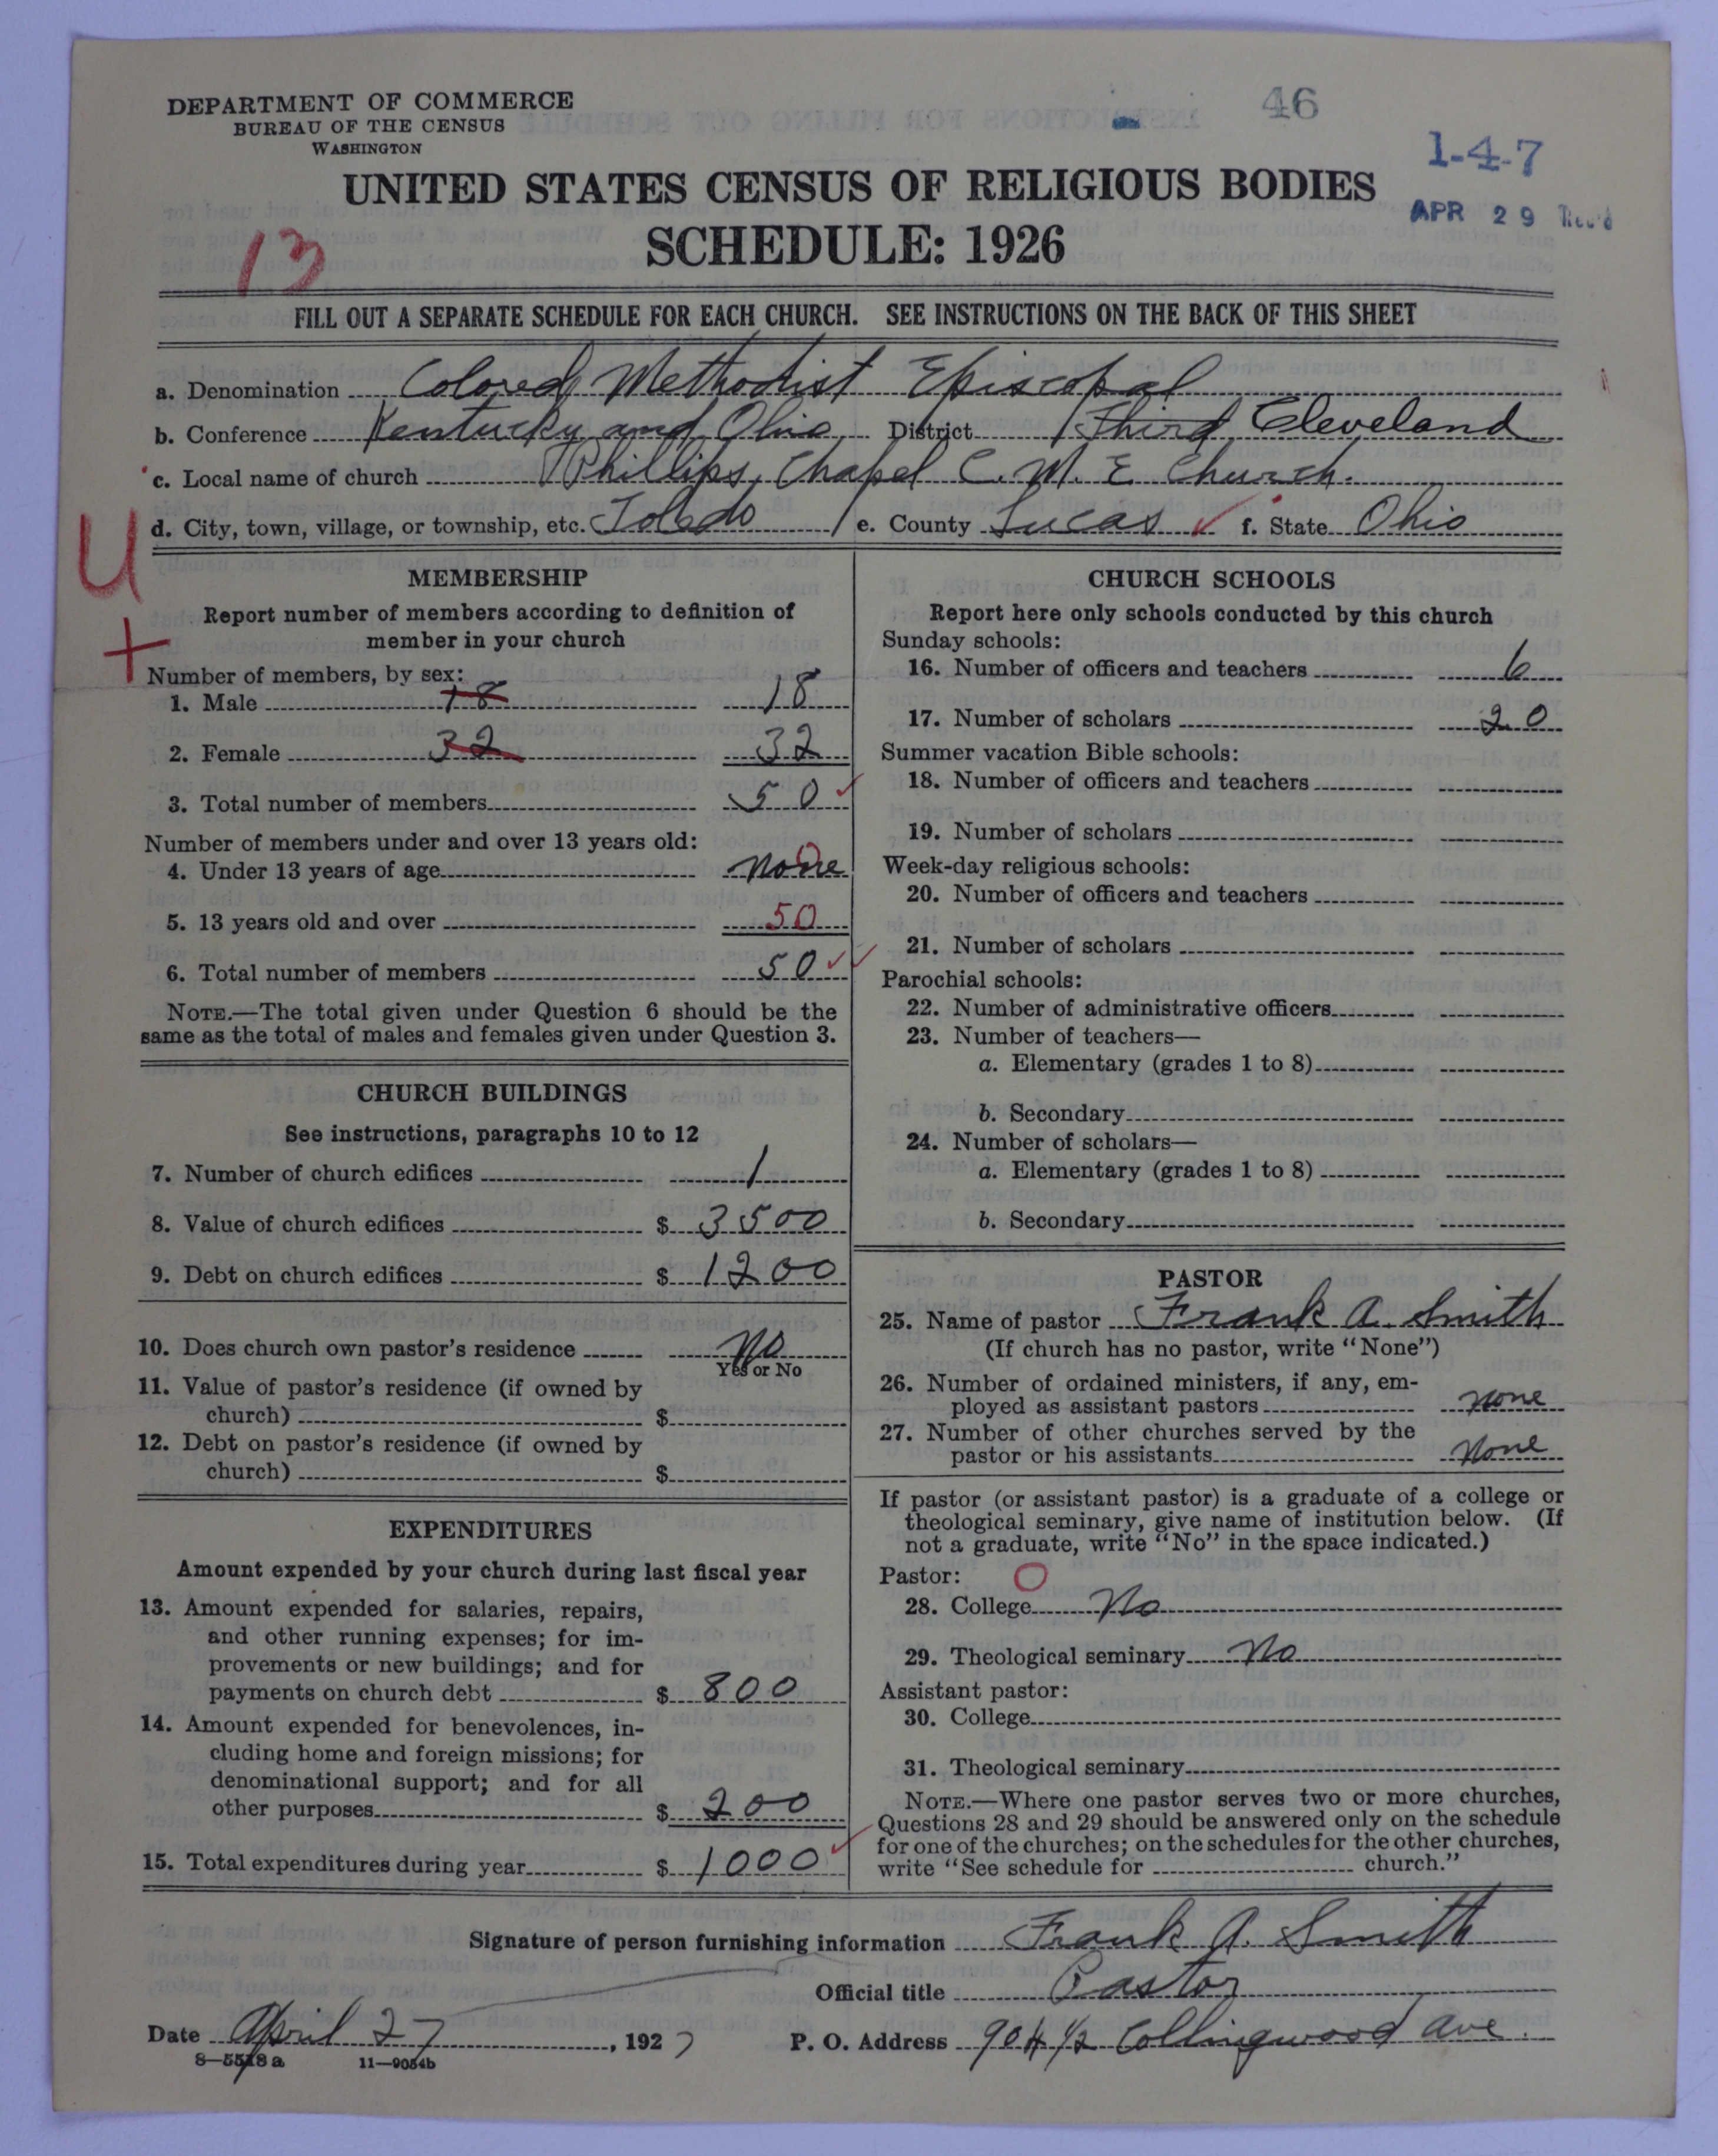 DEPARTMENT OF COMMERCE
BUREAU OF THE CENSUS
WASHINGTON
46
1-4-7
APR 29 Rec'd
UNITED STATES CENSUS OF RELIGIOUS BODIES
SCHEDULE: 1926
13
FILL OUT A SEPARATE SCHEDULE FOR EACH CHURCH. SEE INSTRUCTIONS ON THE BACK OF THIS SHEET
a. Denomination Colored Methodist Episcopal
b. Conference Kentucky and Ohio District Third, Cleveland
c. Local name of church Phillips Chapel C. M. E Church.
d. City, town, village, or township, etc. Toledo e. County Lucas f. State Ohio
U
+
MEMBERSHIP
Report number of members according to definition of
member in your church
Number of members, by sex:
1. Male 18 18
2. Female 32 32
3. Total number of members 50
Number of members under and over 13 years old:
4. Under 13 years of age none 0
5. 13 years old and over 50
6. Total number of members 50
NOTE.—The total given under Question 6 should be the
same as the total of males and females given under Question 3.
CHURCH BUILDINGS
See instructions, paragraphs 10 to 12
7. Number of church edifices 1
8. Value of church edifices $ 3500
9. Debt on church edifices $ 1200
10. Does church own pastor's residence No
Yes or No
11. Value of pastor's residence (if owned by
church) $
12. Debt on pastor's residence (if owned by
church) $
EXPENDITURES
Amount expended by your church during last fiscal year
13. Amount expended for salaries, repairs,
and other running expenses; for im-
provements or new buildings; and for
payments on church debt $ 800
14. Amount expended for benevolences, in-
cluding home and foreign missions; for
denominational support; and for all
other purposes $ 200
15. Total expenditures during year $ 1000
CHURCH SCHOOLS
Report here only schools conducted by this church
Sunday schools:
16. Number of officers and teachers 6
17. Number of scholars 20
Summer vacation Bible schools:
18. Number of officers and teachers
19. Number of scholars
Week-day religious schools:
20. Number of officers and teachers
21. Number of scholars
Parochial schools:
22. Number of administrative officers
23. Number of teachers—
a. Elementary (grades 1 to 8)
b. Secondary
24. Number of scholars—
a. Elementary (grades 1 to 8)
b. Secondary
PASTOR
25. Name of pastor Frank A. Smith
(If church has no pastor, write "None")
26. Number of ordained ministers, if any, em-
ployed as assistant pastors none
27. Number of other churches served by the
pastor or his assistants None
If pastor (or assistant pastor) is a graduate of a college or
theological seminary, give name of institution below. (If
not a graduate, write "No" in the space indicated.)
Pastor: 0
28. College No
29. Theological seminary No
Assistant pastor:
30. College
31. Theological seminary
NOTE.—Where one pastor serves two or more churches,
Questions 28 and 29 should be answered only on the schedule
for one of the churches; on the schedules for the other churches,
write "See schedule for church."
Signature of person furnishing information Frank A. Smith
Official title Pastor
Date April 27, 1927 P. O. Address 904 1/2 Collingwood Ave.
8—5518 a 11—9054b